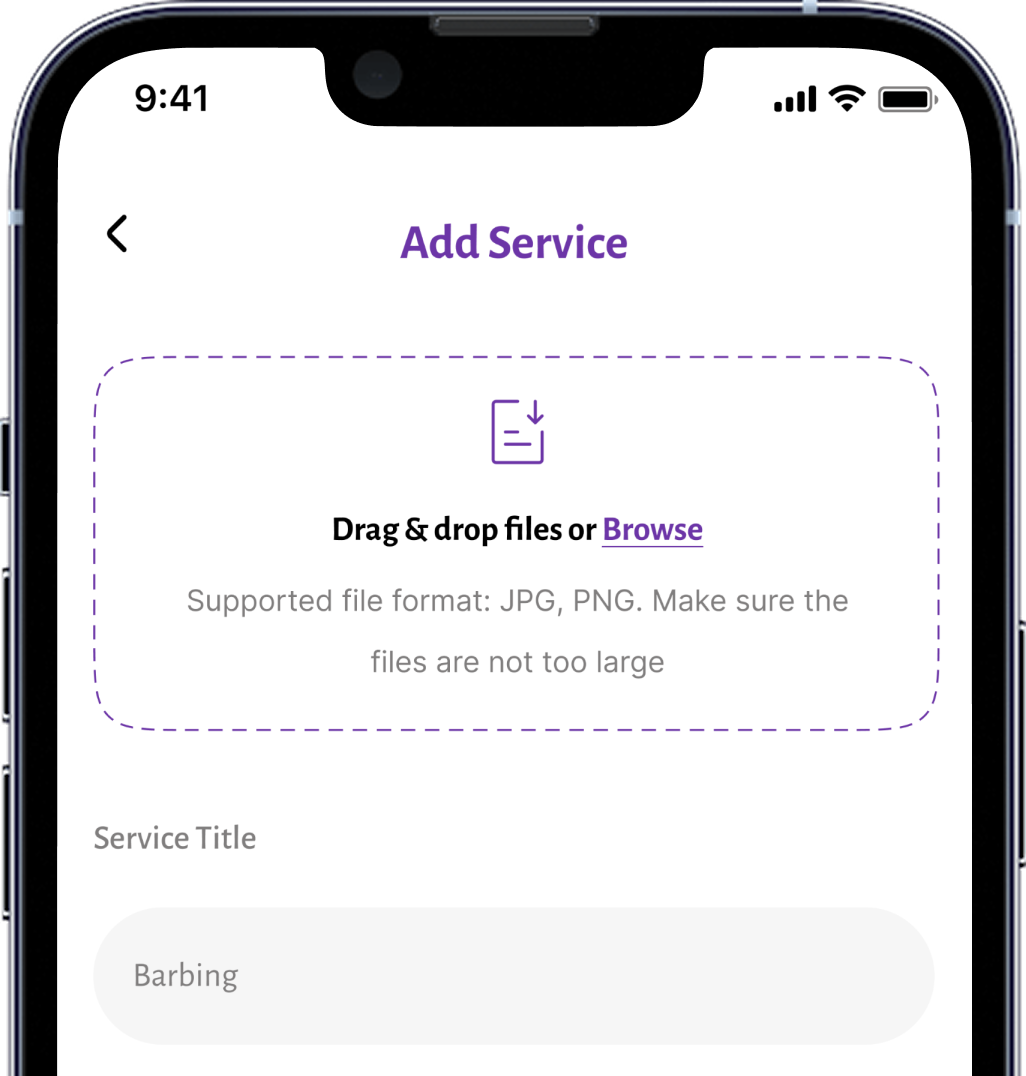 9:41
Add Service
Drag & drop files or Browse
Supported file format: JPG, PNG. Make sure the
files are not too large
Service Title
Barbing